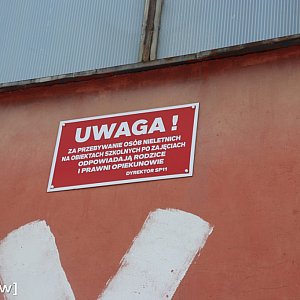 UWAGA !
ZA PRZEBYWANIE OSÓB NIELETNICH
NA OBIEKTACH SZKOLNYCH PO ZAJĘCIACH
ODPOWIADAJĄ RODZICE
I PRAWNI OPIEKUNOWIE
DYREKTOR SP11
w]